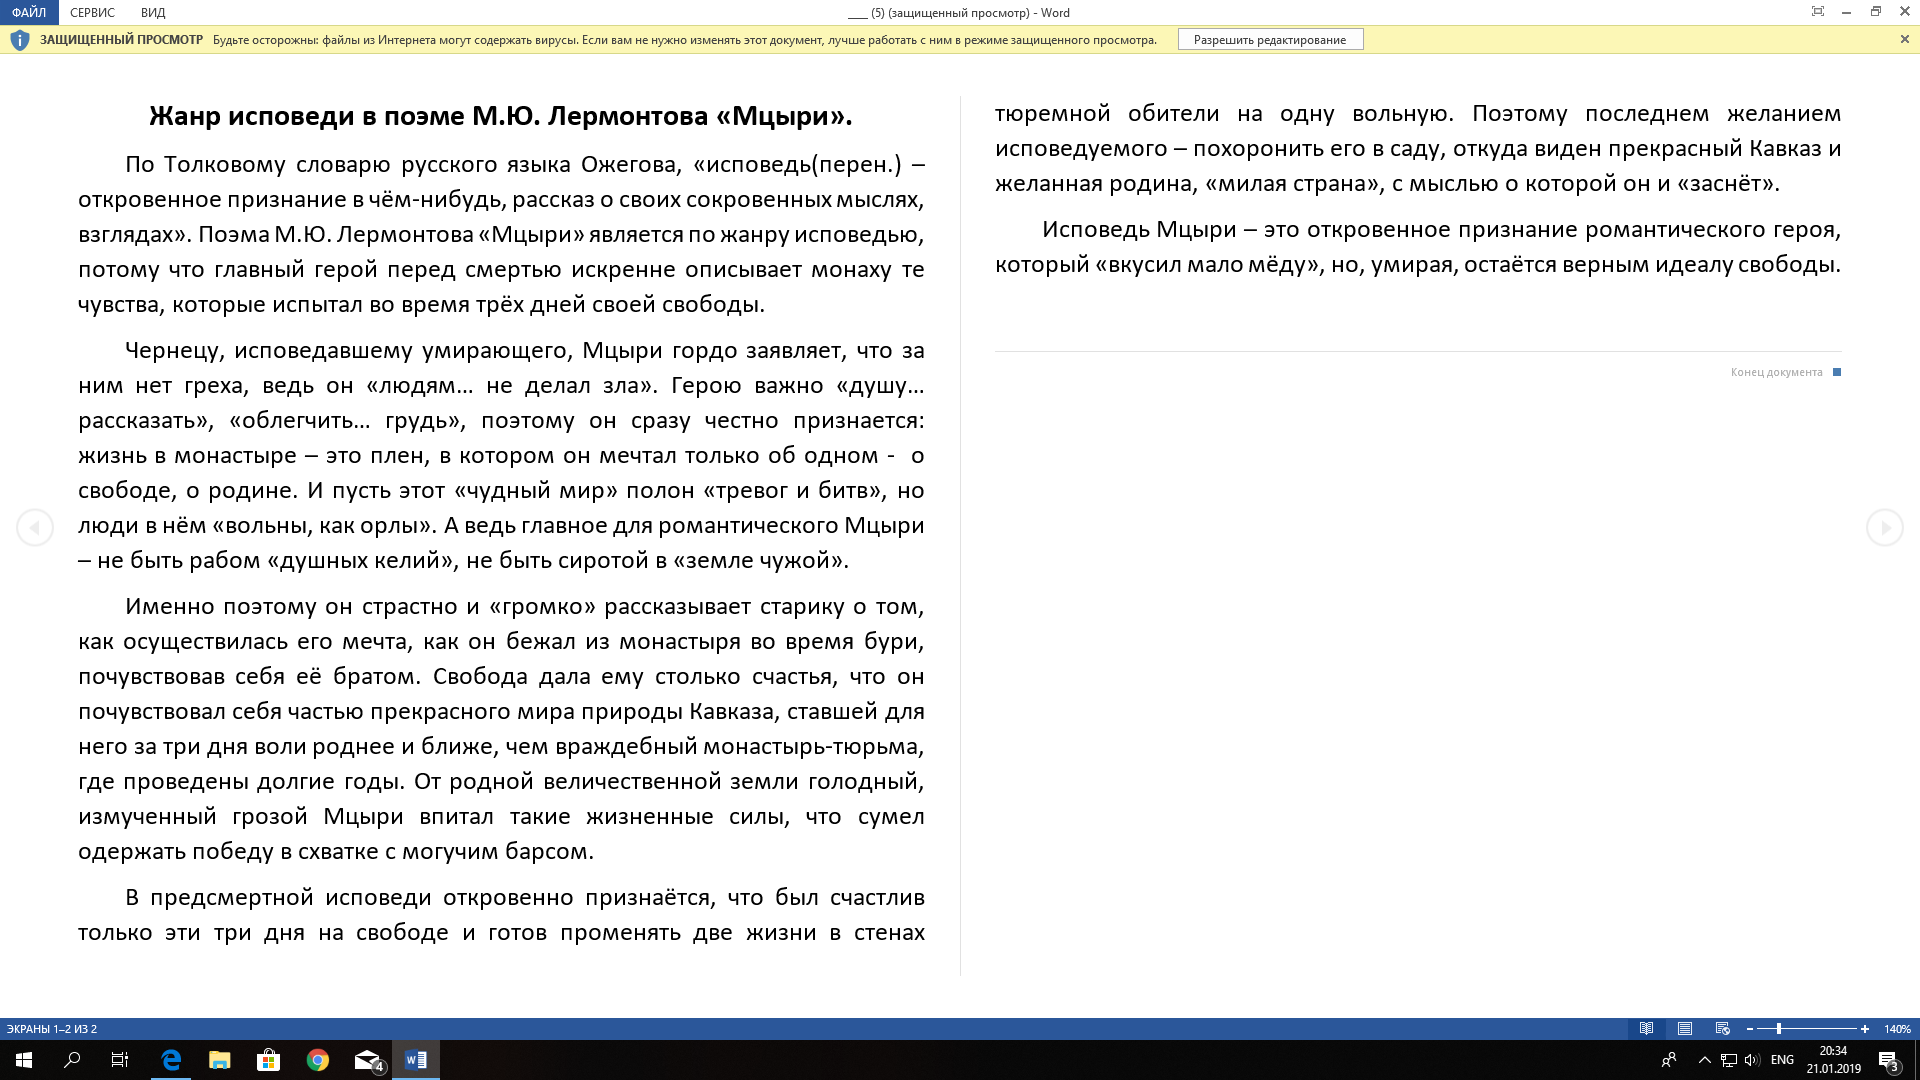 ФАЙЛ СЕРВИС ВИД ___ (5) (защищенный просмотр) - Word
ЗАЩИЩЕННЫЙ ПРОСМОТР Будьте осторожны: файлы из Интернета могут содержать вирусы. Если вам не нужно изменять этот документ, лучше работать с ним в режиме защищенного просмотра. Разрешить редактирование
Жанр исповеди в поэме М.Ю. Лермонтова «Мцыри».
По Толковому словарю русского языка Ожегова, «исповедь(перен.) –
откровенное признание в чём-нибудь, рассказ о своих сокровенных мыслях,
взглядах». Поэма М.Ю. Лермонтова «Мцыри» является по жанру исповедью,
потому что главный герой перед смертью искренне описывает монаху те
чувства, которые испытал во время трёх дней своей свободы.
Чернецу, исповедавшему умирающего, Мцыри гордо заявляет, что за
ним нет греха, ведь он «людям… не делал зла». Герою важно «душу…
рассказать», «облегчить… грудь», поэтому он сразу честно признается:
жизнь в монастыре – это плен, в котором он мечтал только об одном - о
свободе, о родине. И пусть этот «чудный мир» полон «тревог и битв», но
люди в нём «вольны, как орлы». А ведь главное для романтического Мцыри
– не быть рабом «душных келий», не быть сиротой в «земле чужой».
Именно поэтому он страстно и «громко» рассказывает старику о том,
как осуществилась его мечта, как он бежал из монастыря во время бури,
почувствовав себя её братом. Свобода дала ему столько счастья, что он
почувствовал себя частью прекрасного мира природы Кавказа, ставшей для
него за три дня воли роднее и ближе, чем враждебный монастырь-тюрьма,
где проведены долгие годы. От родной величественной земли голодный,
измученный грозой Мцыри впитал такие жизненные силы, что сумел
одержать победу в схватке с могучим барсом.
В предсмертной исповеди откровенно признаётся, что был счастлив
только эти три дня на свободе и готов променять две жизни в стенах
тюремной обители на одну вольную. Поэтому последнем желанием
исповедуемого – похоронить его в саду, откуда виден прекрасный Кавказ и
желанная родина, «милая страна», с мыслью о которой он и «заснёт».
Исповедь Мцыри – это откровенное признание романтического героя,
который «вкусил мало мёду», но, умирая, остаётся верным идеалу свободы.
Конец документа
ЭКРАНЫ 1–2 ИЗ 2
140%
4
ENG
20:34
21.01.2019
3